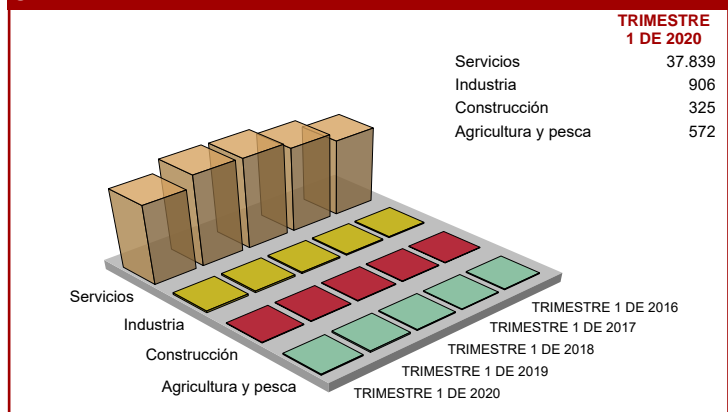 TRIMESTRE
1 DE 2020
Servicios 37.839
Industria 906
Construcción 325
Agricultura y pesca 572
Servicios
Industria
Construcción
Agricultura y pesca
TRIMESTRE 1 DE 2016
TRIMESTRE 1 DE 2017
TRIMESTRE 1 DE 2018
TRIMESTRE 1 DE 2019
TRIMESTRE 1 DE 2020